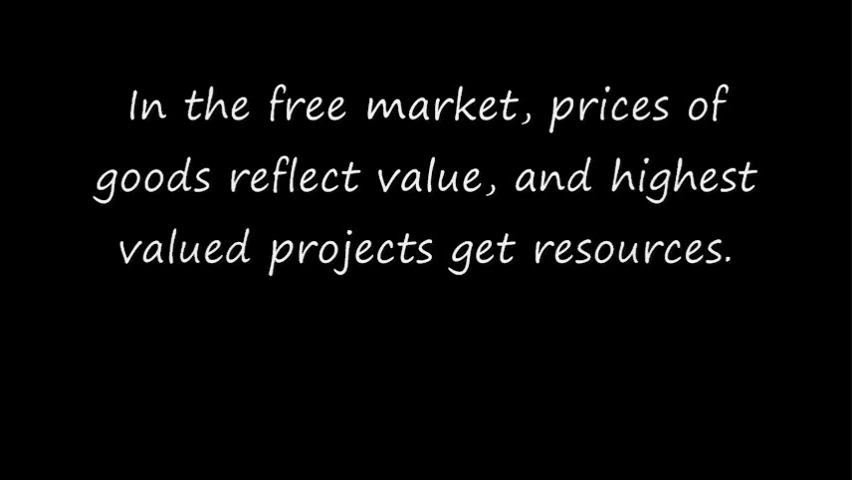 In the free market, prices of
goods reflect value, and highest
valued projects get resources.